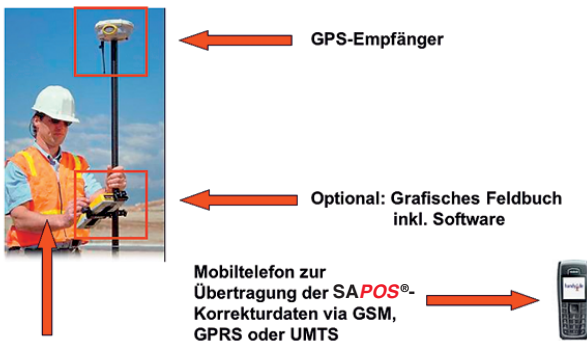 GPS-Empfänger
Optional: Grafisches Feldbuch
inkl. Software
Mobiltelefon zur
Übertragung der SAPOS®-
Korrekturdaten via GSM,
GPRS oder UMTS